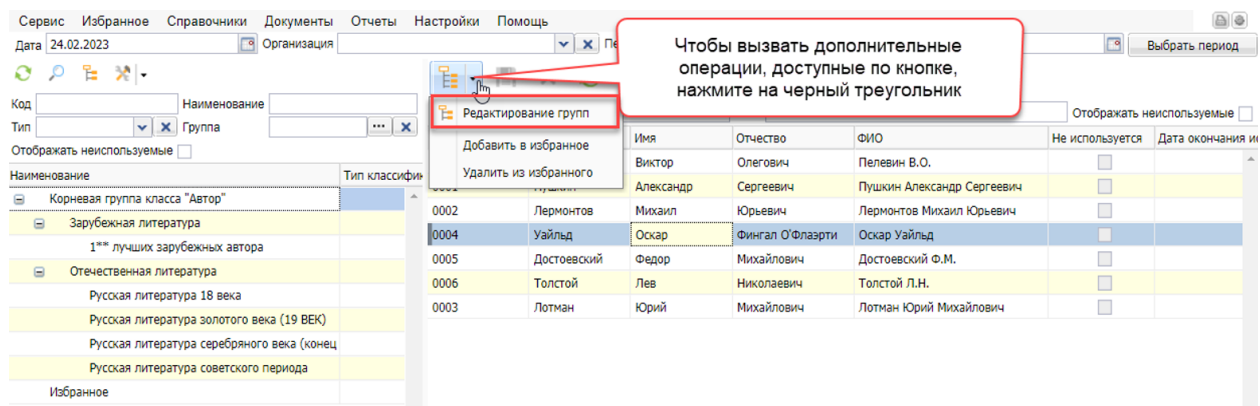 Сервис Избранное Справочники Документы Отчеты Настройки Помощь
Дата 24.02.2023 Организация Выбрать период
Чтобы вызвать дополнительные
операции, доступные по кнопке,
нажмите на черный треугольник
Код Наименование
Тип Группа
Отображать неиспользуемые
Редактирование групп
Добавить в избранное
Удалить из избранного
Отображать неиспользуемые
Наименование Тип классифик
Корневая группа класса "Автор"
Зарубежная литература
1** лучших зарубежных автора
Отечественная литература
Русская литература 18 века
Русская литература золотого века (19 ВЕК)
Русская литература серебряного века (конец
Русская литература советского периода
Избранное
Имя Отчество ФИО Не используется Дата окончания ис
Виктор Олегович Пелевин В.О.
0001 Пушкин Александр Сергеевич Пушкин Александр Сергеевич
0002 Лермонтов Михаил Юрьевич Лермонтов Михаил Юрьевич
0004 Уайльд Оскар Фингал О'Флаэрти Оскар Уайльд
0005 Достоевский Федор Михайлович Достоевский Ф.М.
0006 Толстой Лев Николаевич Толстой Л.Н.
0003 Лотман Юрий Михайлович Лотман Юрий Михайлович